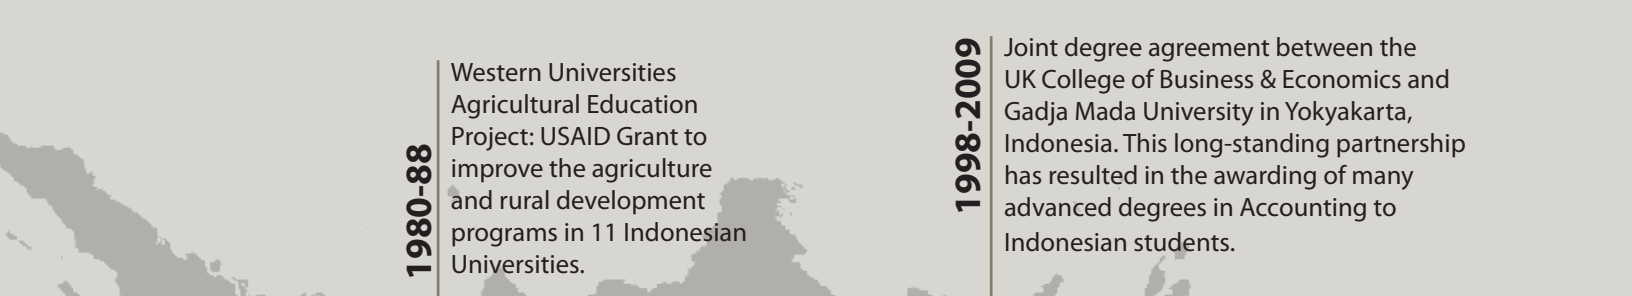 1980-88
Western Universities
Agricultural Education
Project: USAID Grant to
improve the agriculture
and rural development
programs in 11 Indonesian
Universities.
1998-2009
Joint degree agreement between the
UK College of Business & Economics and
Gadja Mada University in Yokyakarta,
Indonesia. This long-standing partnership
has resulted in the awarding of many
advanced degrees in Accounting to
Indonesian students.